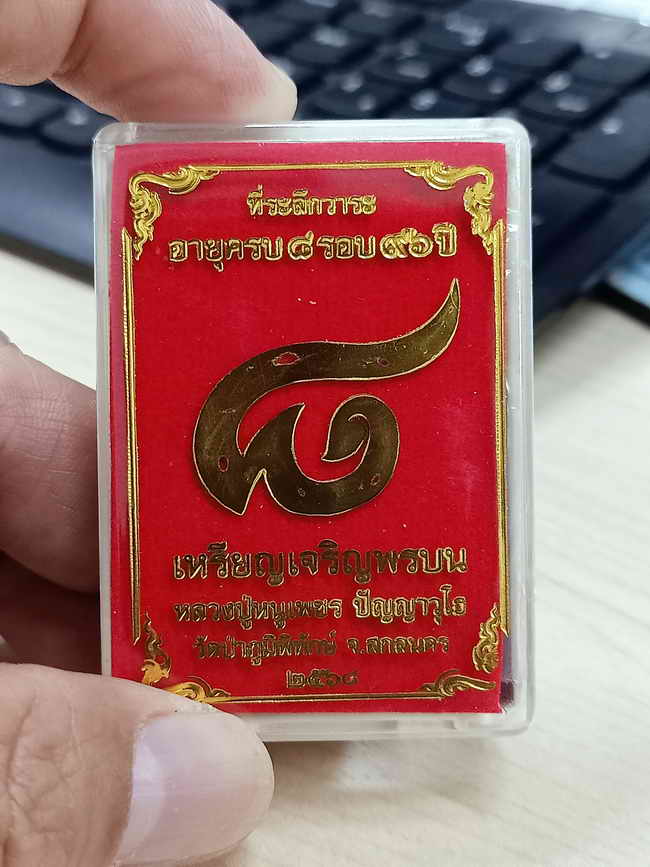 ที่ระลึกวาระ
อายุครบ ๘ รอบ ๙๖ ปี
๘
เหรียญเจริญพรบน
หลวงปู่หนูเพชร ปัญญาวุโธ
วัดป่าภูมิพิทักษ์ จ.สกลนคร
๒๕๖๘